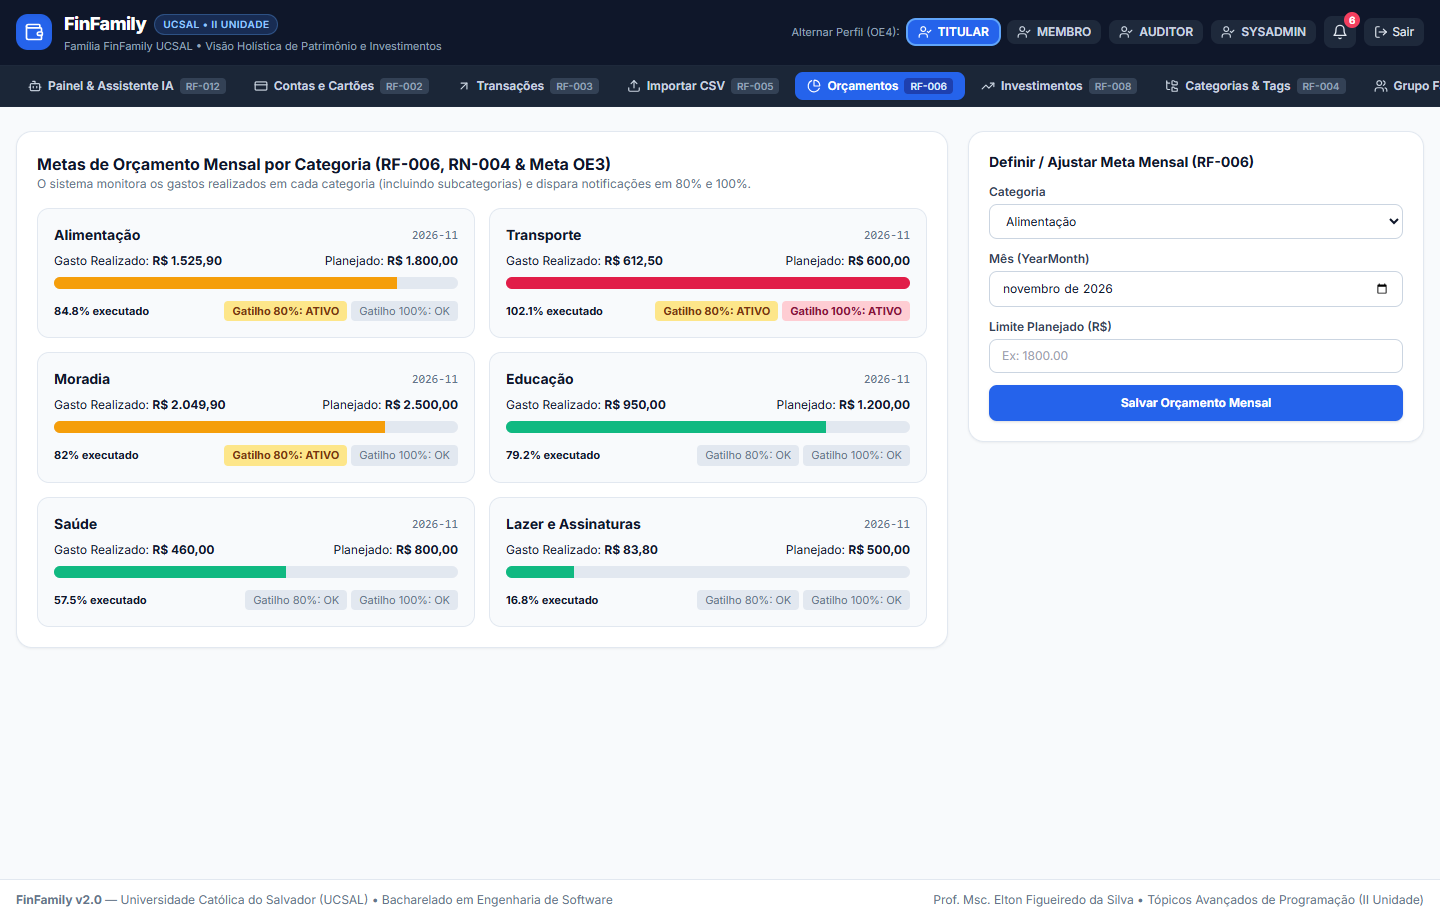 FinFamily UCSAL • II UNIDADE
Família FinFamily UCSAL • Visão Holística de Patrimônio e Investimentos
Alternar Perfil (OE4): TITULAR MEMBRO AUDITOR SYSADMIN 6 Sair
Painel & Assistente IA RF-012 Contas e Cartões RF-002 Transações RF-003 Importar CSV RF-005 Orçamentos RF-006 Investimentos RF-008 Categorias & Tags RF-004 Grupo F
Metas de Orçamento Mensal por Categoria (RF-006, RN-004 & Meta OE3)
O sistema monitora os gastos realizados em cada categoria (incluindo subcategorias) e dispara notificações em 80% e 100%.
Alimentação 2026-11
Gasto Realizado: R$ 1.525,90 Planejado: R$ 1.800,00
84.8% executado Gatilho 80%: ATIVO Gatilho 100%: OK
Transporte 2026-11
Gasto Realizado: R$ 612,50 Planejado: R$ 600,00
102.1% executado Gatilho 80%: ATIVO Gatilho 100%: ATIVO
Moradia 2026-11
Gasto Realizado: R$ 2.049,90 Planejado: R$ 2.500,00
82% executado Gatilho 80%: ATIVO Gatilho 100%: OK
Educação 2026-11
Gasto Realizado: R$ 950,00 Planejado: R$ 1.200,00
79.2% executado Gatilho 80%: OK Gatilho 100%: OK
Saúde 2026-11
Gasto Realizado: R$ 460,00 Planejado: R$ 800,00
57.5% executado Gatilho 80%: OK Gatilho 100%: OK
Lazer e Assinaturas 2026-11
Gasto Realizado: R$ 83,80 Planejado: R$ 500,00
16.8% executado Gatilho 80%: OK Gatilho 100%: OK
Definir / Ajustar Meta Mensal (RF-006)
Categoria
Alimentação
Mês (YearMonth)
novembro de 2026
Limite Planejado (R$)
Ex: 1800.00
Salvar Orçamento Mensal
FinFamily v2.0 — Universidade Católica do Salvador (UCSAL) • Bacharelado em Engenharia de Software
Prof. Msc. Elton Figueiredo da Silva • Tópicos Avançados de Programação (II Unidade)